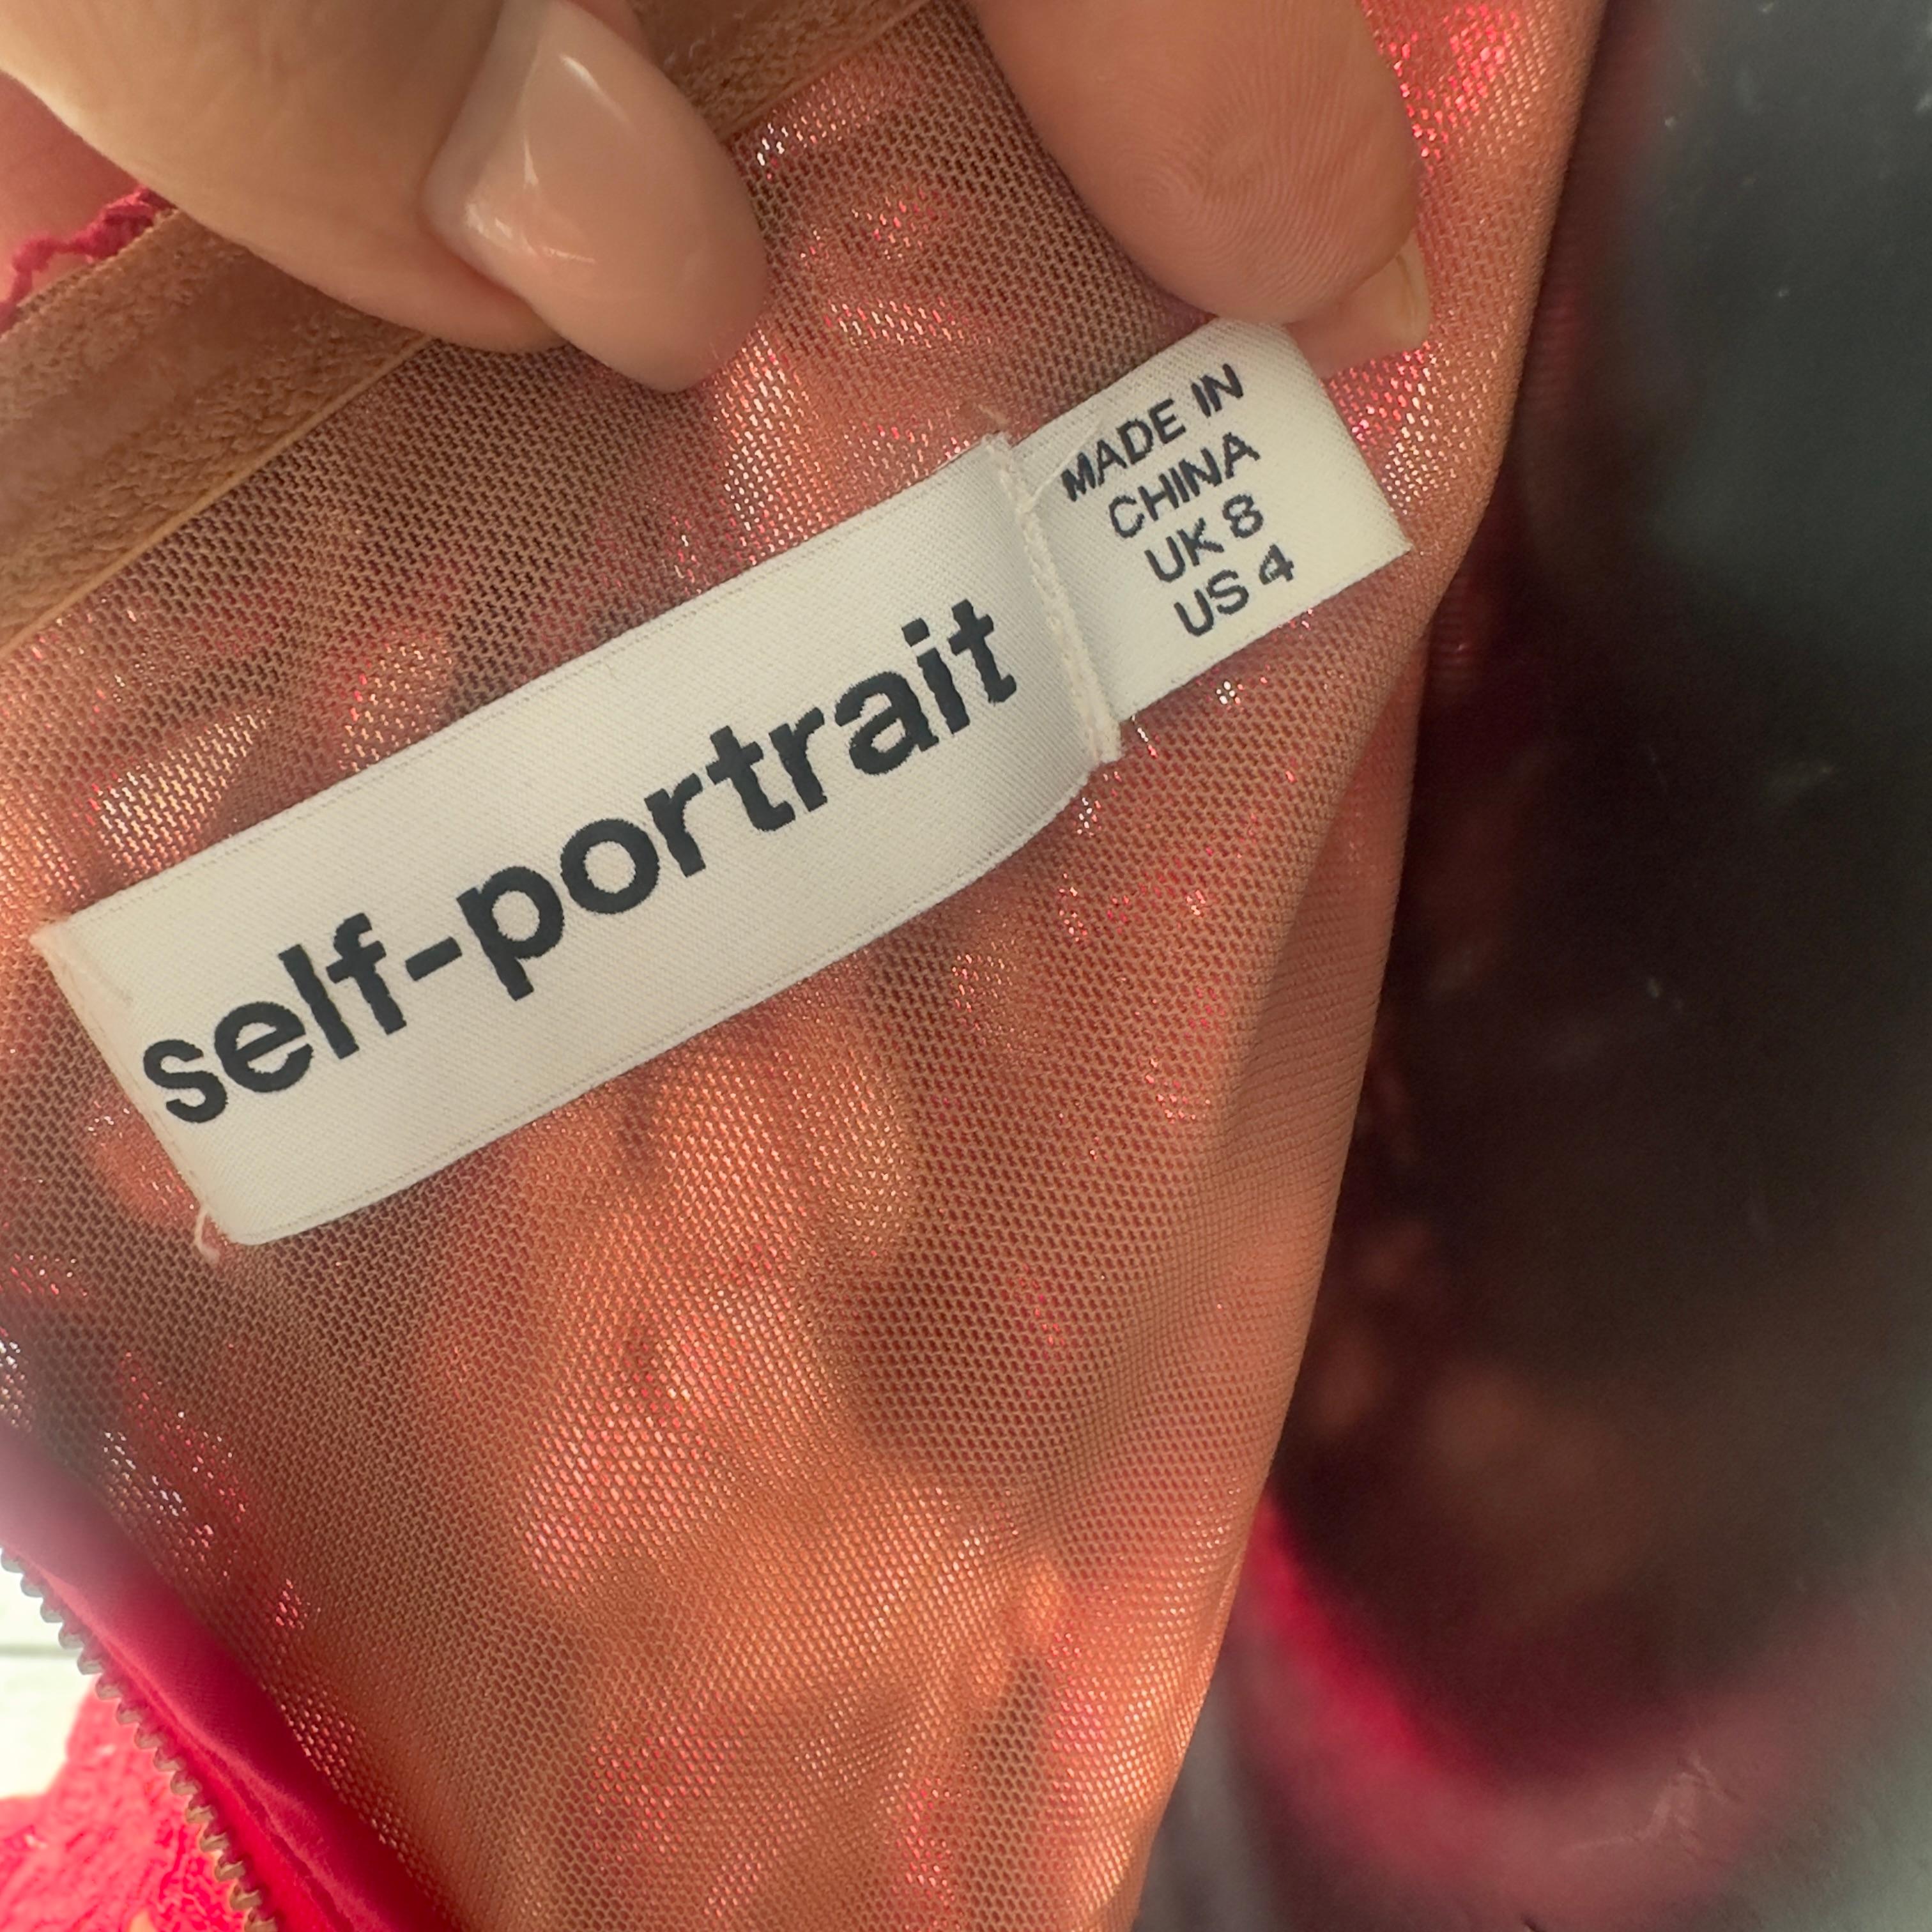 self-portrait
MADE IN
CHINA
UK 8
US 4